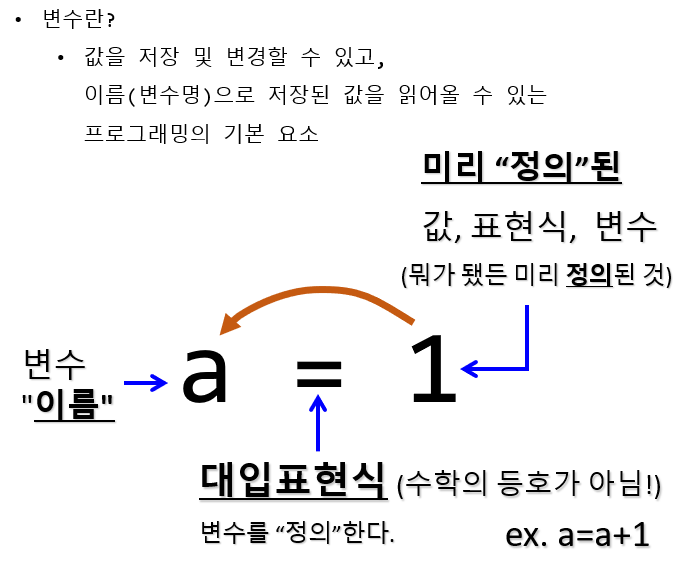 • 변수란?
• 값을 저장 및 변경할 수 있고,
이름(변수명)으로 저장된 값을 읽어올 수 있는
프로그래밍의 기본 요소
미리 “정의”된
값, 표현식, 변수
(뭐가 됐든 미리 정의된 것)
변수
"이름"
a = 1
대입표현식 (수학의 등호가 아님!)
변수를 “정의”한다.
ex. a=a+1